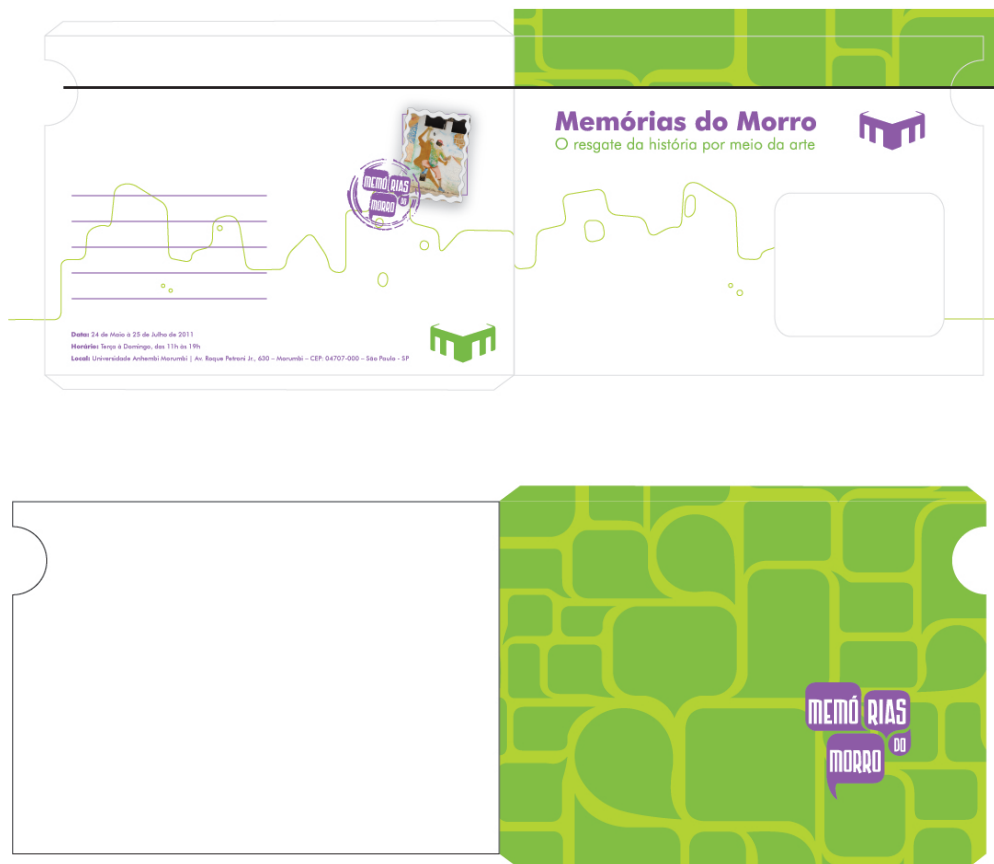 Memórias do Morro
O resgate da história por meio da arte
MEMÓ RIAS
DO
MORRO
Data: 24 de Maio à 25 de Julho de 2011
Horário: Terça à Domingo, das 11h às 19h
Local: Universidade Anhembi Morumbi | Av. Roque Petroni Jr., 630 – Morumbi – CEP: 04707-000 – São Paulo - SP
MEMÓ RIAS
DO
MORRO